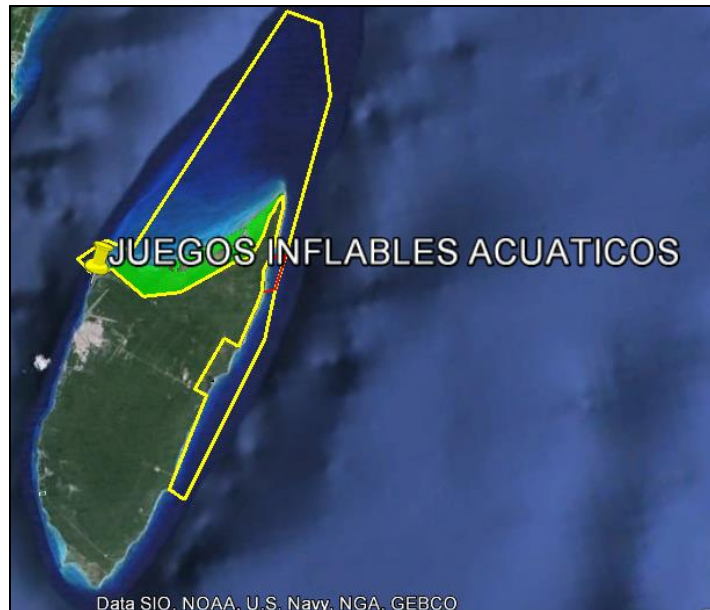 JUEGOS INFLABLES ACUATICOS
Data SIO, NOAA, U.S. Navy, NGA, GEBCO